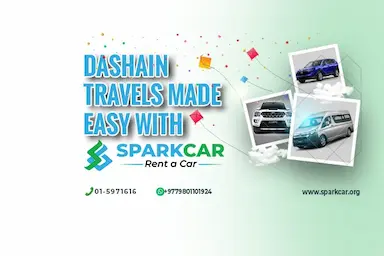 DASHAIN
TRAVELS MADE
EASY WITH
SPARKCAR
Rent a Car
01-5971616
+9779801101924
www.sparkcar.org